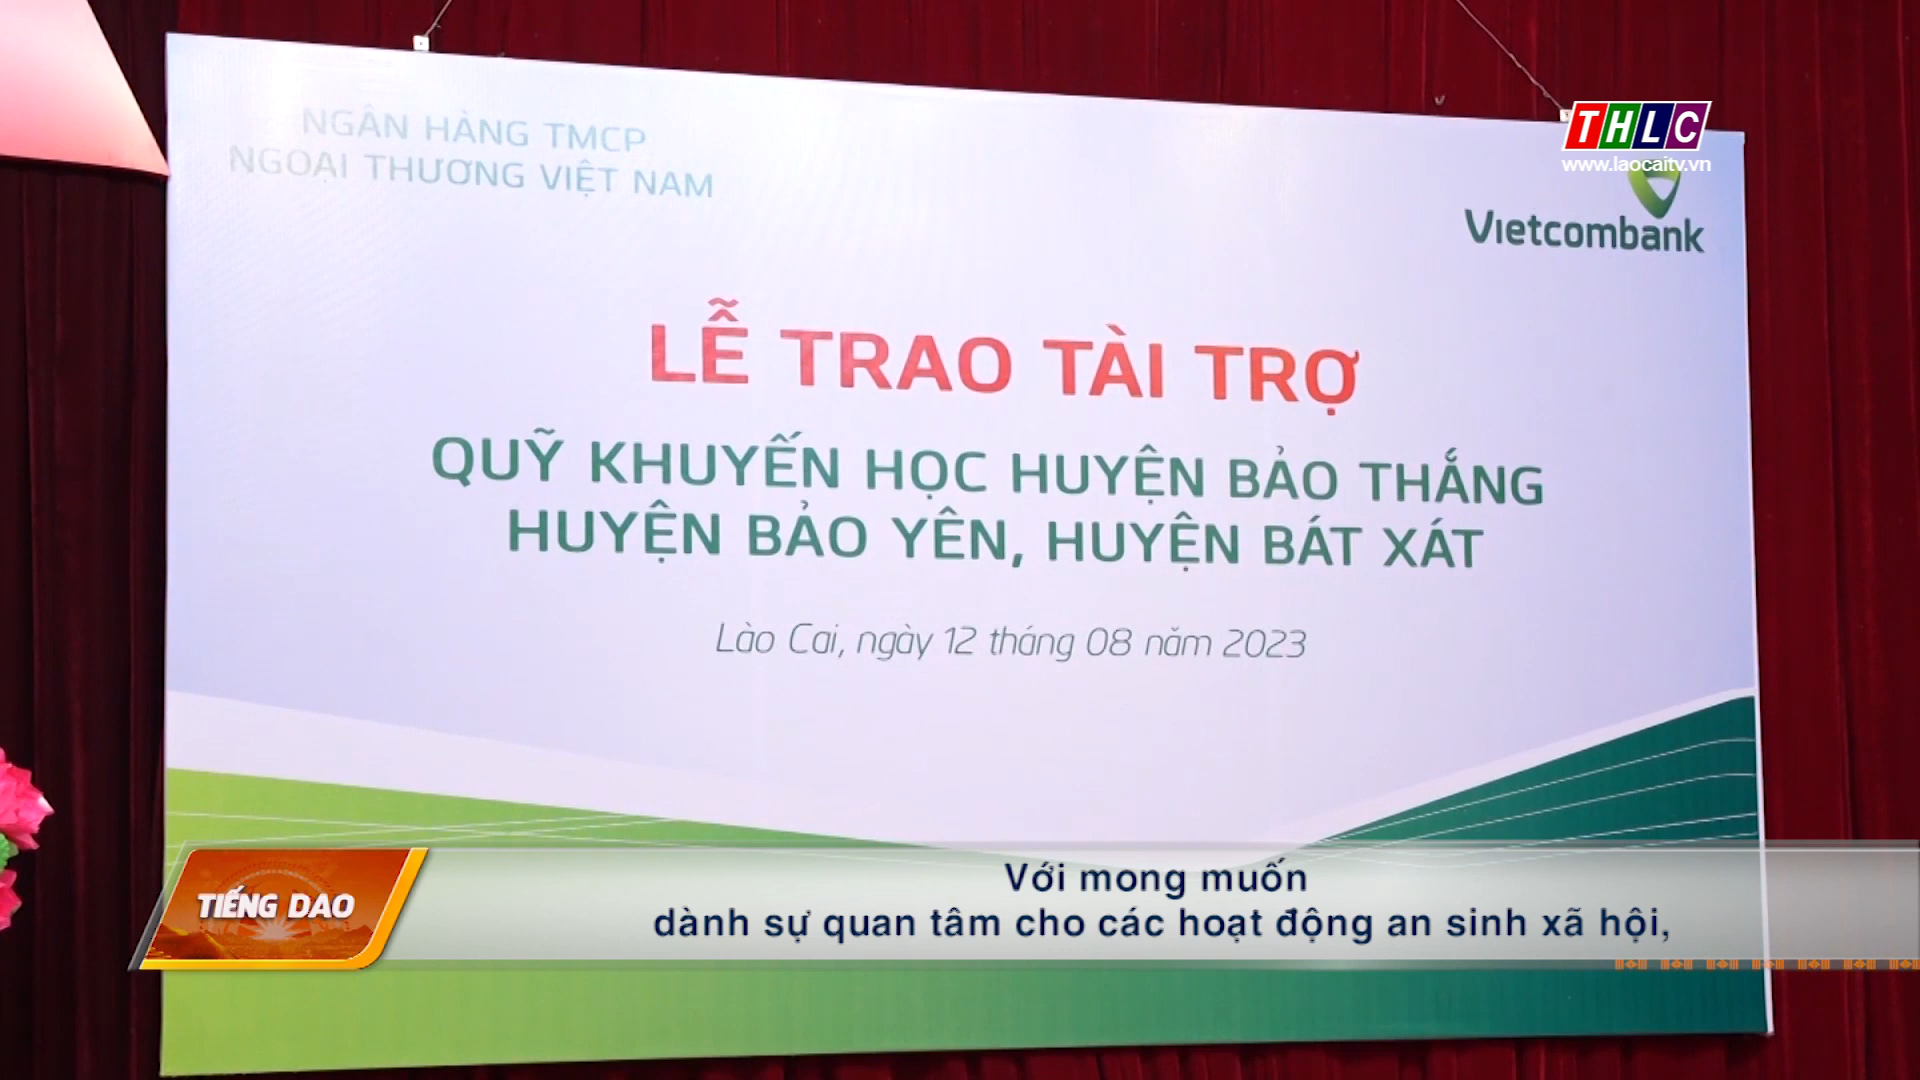 NGÂN HÀNG TMCP
NGOẠI THƯƠNG VIỆT NAM
THLC
www.laocaitv.vn
Vietcombank
LỄ TRAO TÀI TRỢ
QUỸ KHUYẾN HỌC HUYỆN BẢO THẮNG
HUYỆN BẢO YÊN, HUYỆN BÁT XÁT
Lào Cai, ngày 12 tháng 08 năm 2023
TIẾNG DAO
Với mong muốn
dành sự quan tâm cho các hoạt động an sinh xã hội,